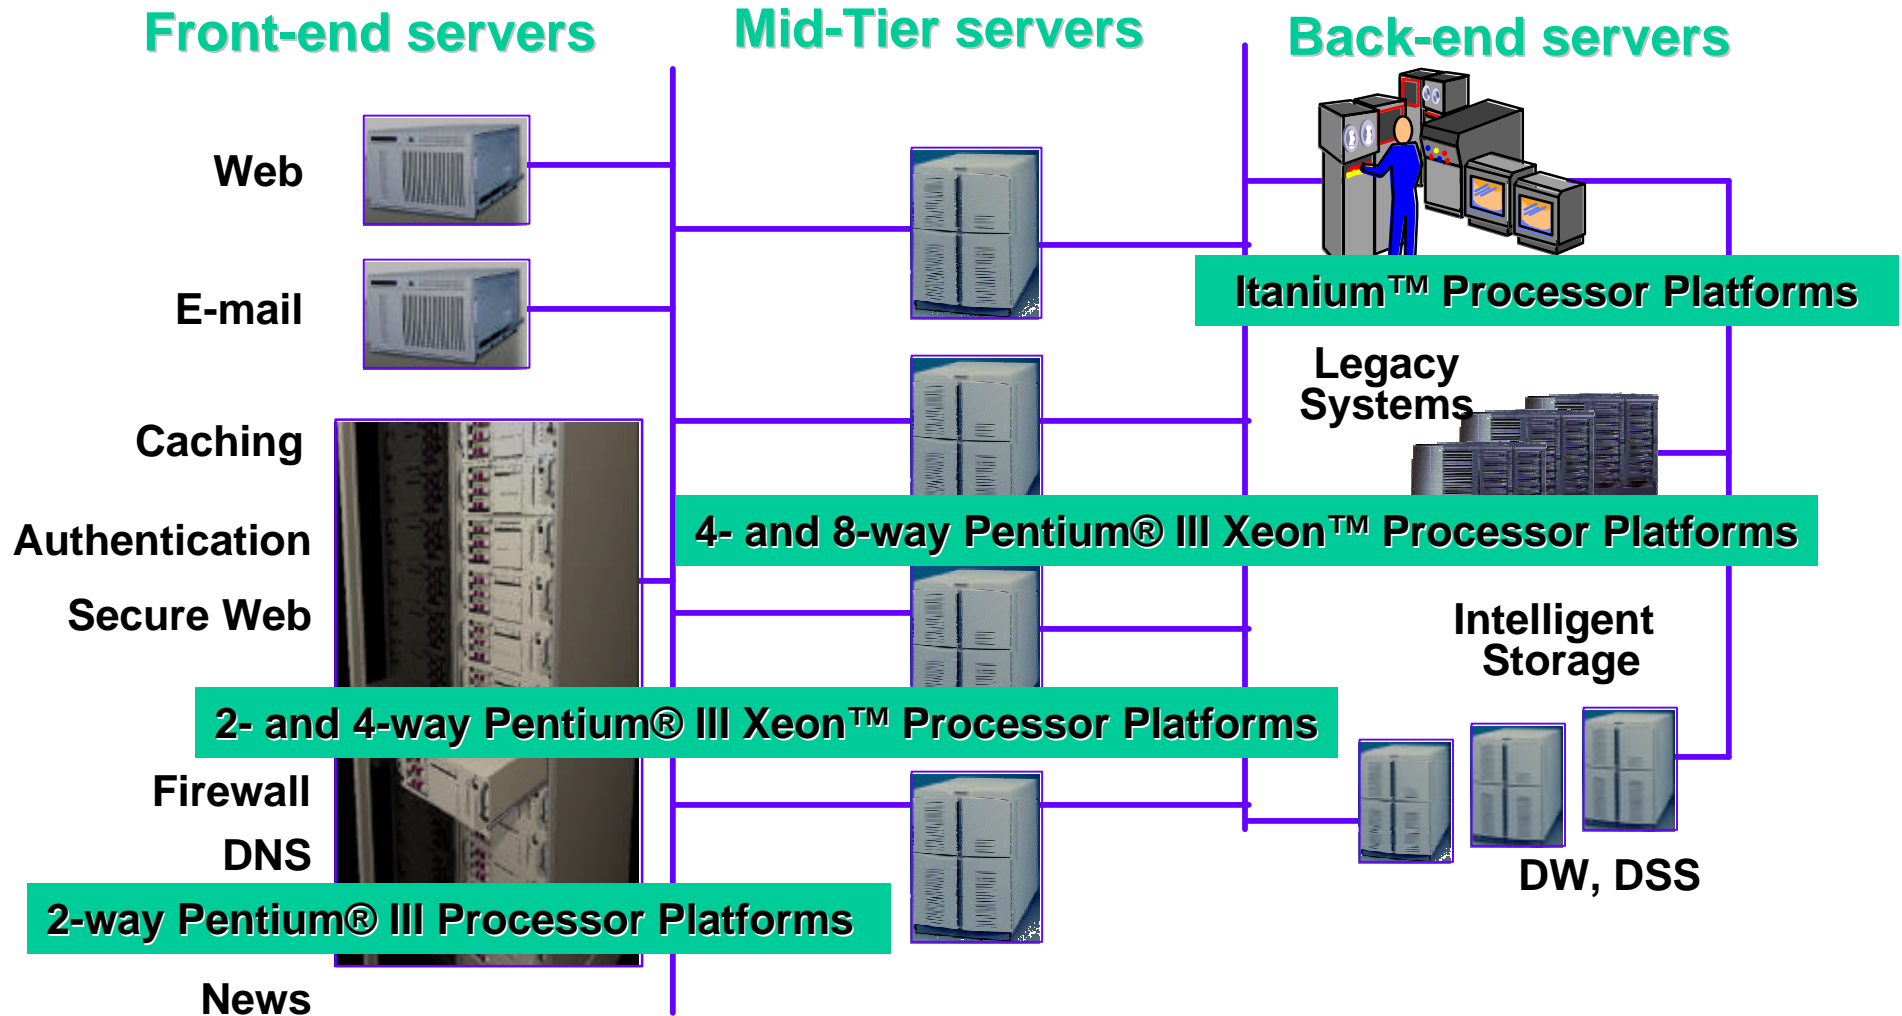 Front-end servers
Mid-Tier servers
Back-end servers
Web
E-mail
Caching
Authentication
Secure Web
Firewall
DNS
News
Itanium™ Processor Platforms
Legacy
Systems
4- and 8-way Pentium® III Xeon™ Processor Platforms
Intelligent
Storage
2- and 4-way Pentium® III Xeon™ Processor Platforms
DW, DSS
2-way Pentium® III Processor Platforms